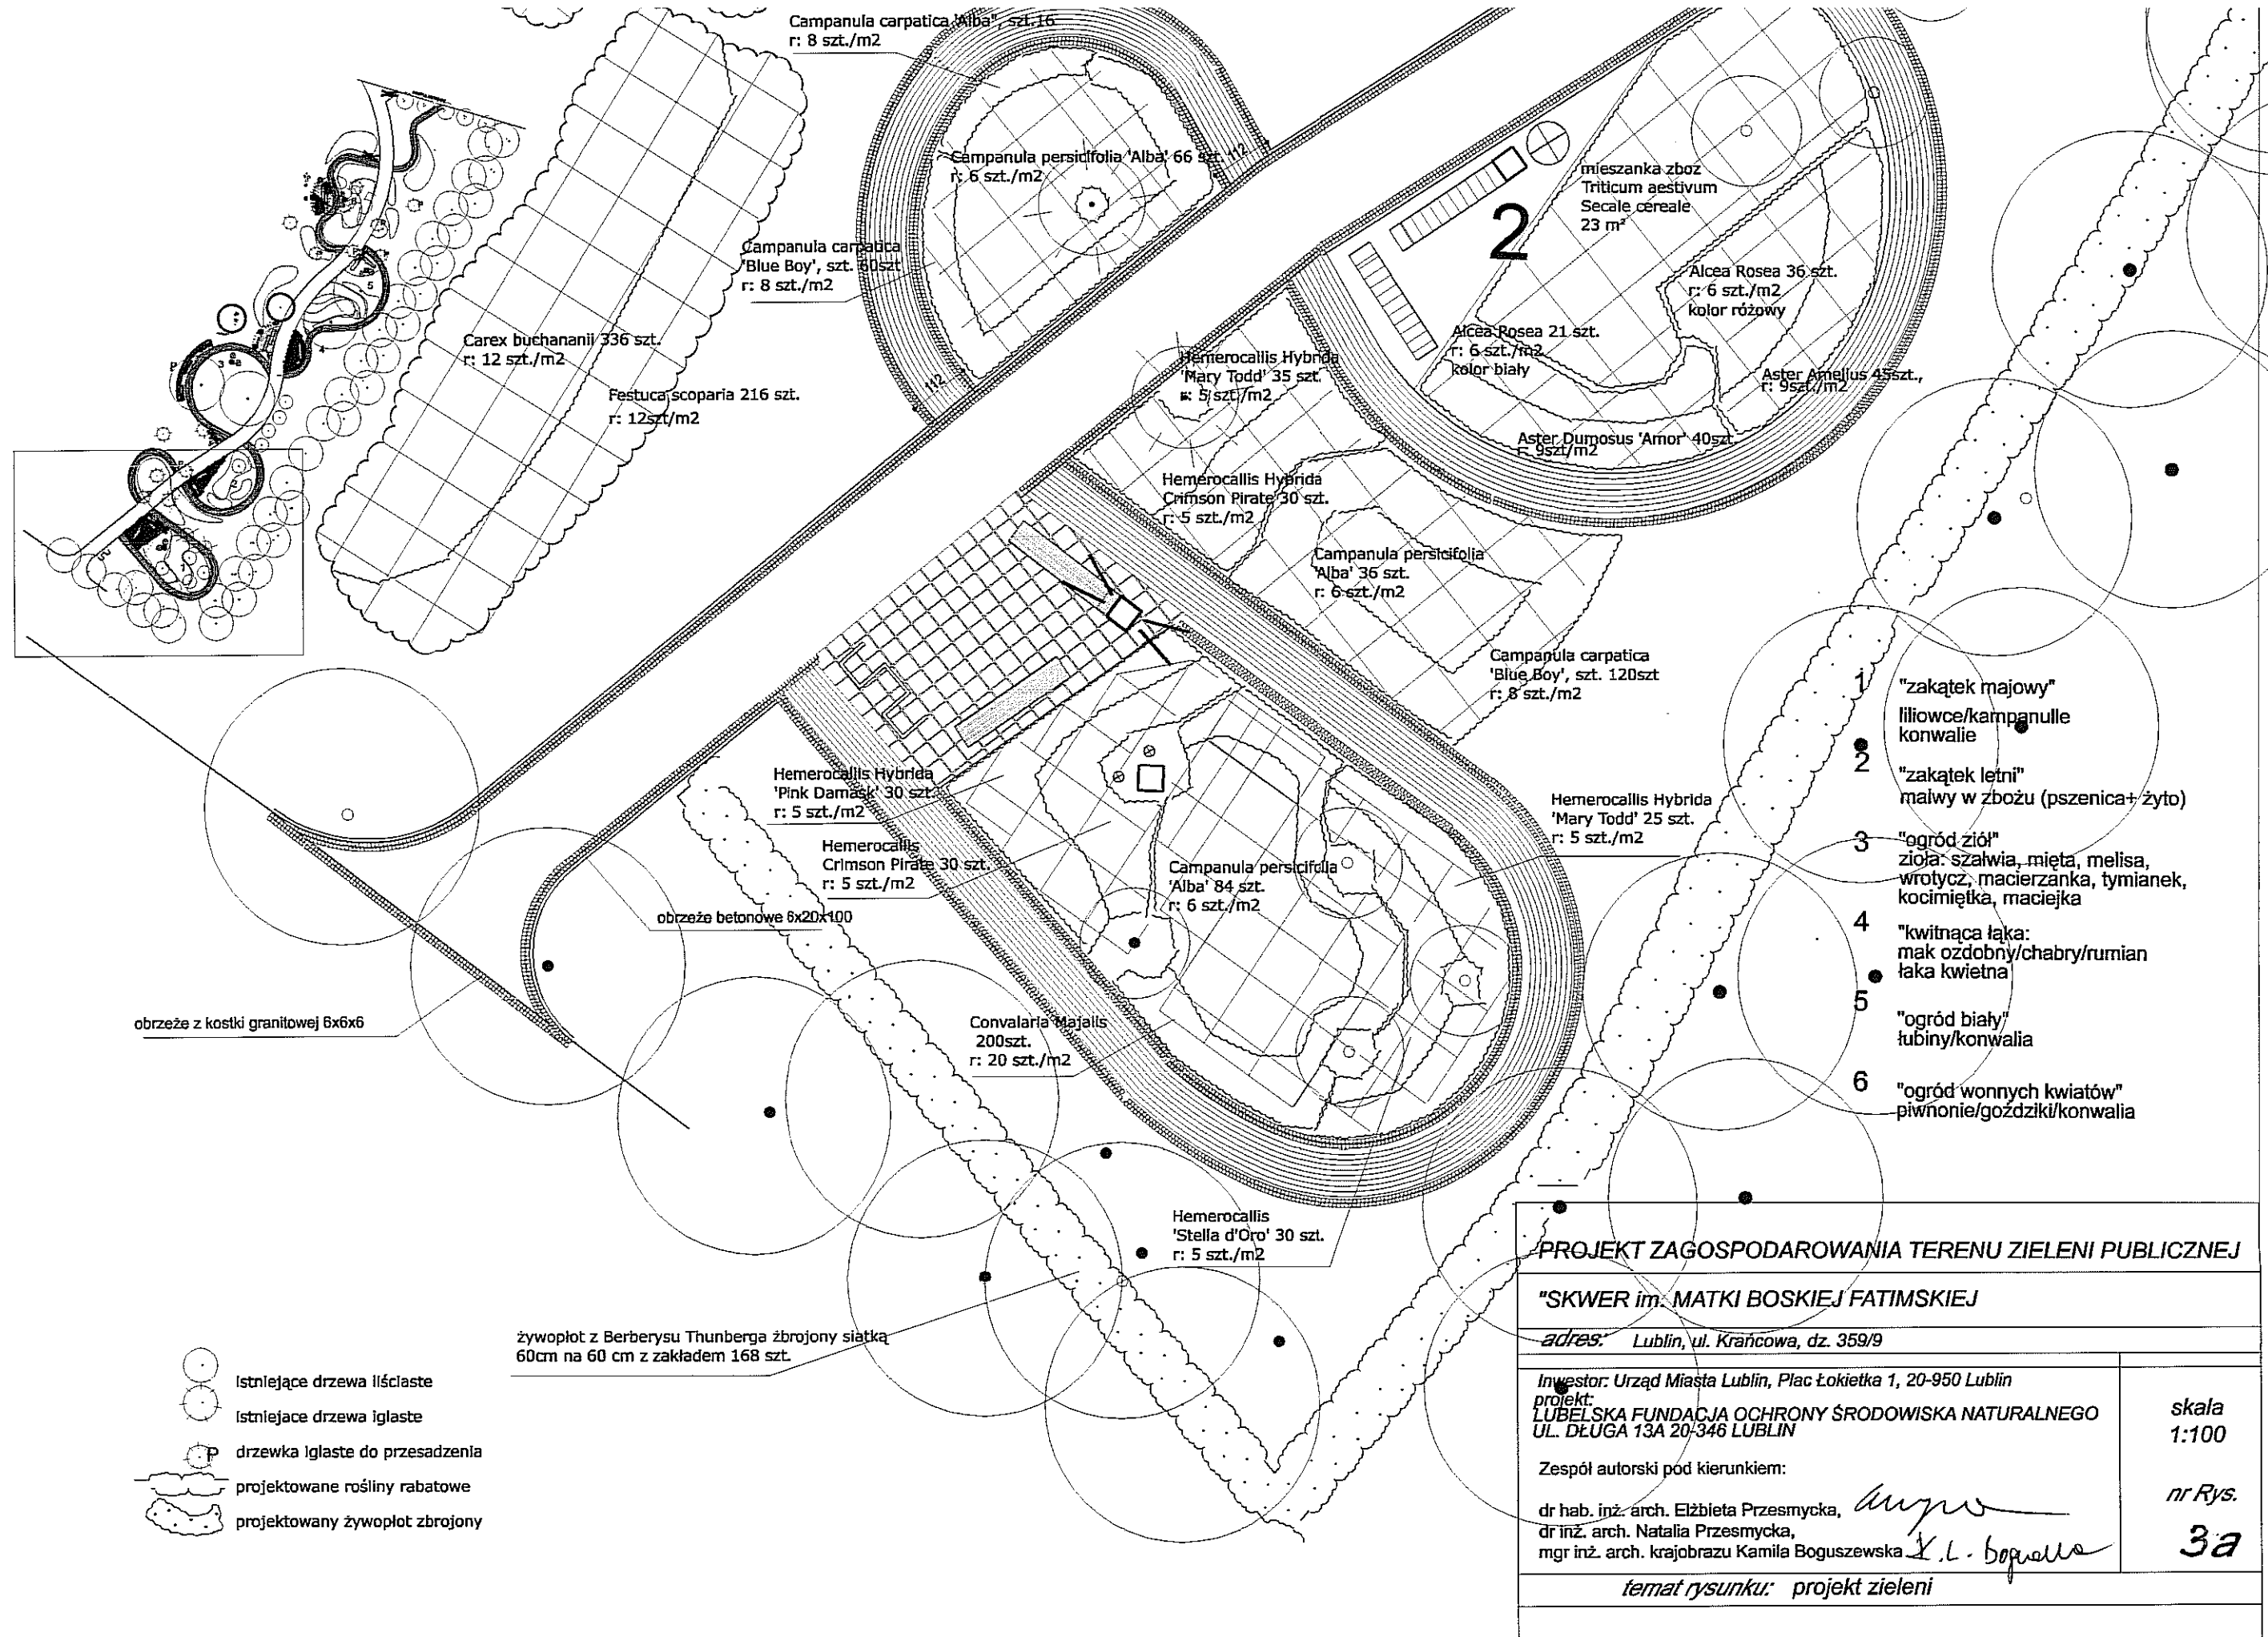 Campanula carpatica 'Alba", szt.16
r: 8 szt./m2
Campanula persicifolia 'Alba' 66 szt.
r: 6 szt./m2
112
Campanula carpatica
'Blue Boy', szt. 60szt
r: 8 szt./m2
112
Carex buchananii 336 szt.
r: 12 szt./m2
Festuca scoparia 216 szt.
r: 12szt/m2
2
mieszanka zboz
Triticum aestivum
Secale cereale
23 m²
Alcea Rosea 36 szt.
r: 6 szt./m2
kolor różowy
Alcea Rosea 21 szt.
r: 6 szt./m2
kolor biały
Aster Amellus 45szt.,
r: 9szt./m2
Aster Dumosus 'Amor' 40szt.
r: 9szt/m2
Hemerocallis Hybrida
'Mary Todd' 35 szt.
r: 5 szt./m2
Hemerocallis Hybrida
Crimson Pirate 30 szt.
r: 5 szt./m2
Campanula persicifolia
'Alba' 36 szt.
r: 6 szt./m2
Campanula carpatica
'Blue Boy', szt. 120szt
r: 8 szt./m2
Hemerocallis Hybrida
'Pink Damask' 30 szt.
r: 5 szt./m2
Hemerocallis
Crimson Pirate 30 szt.
r: 5 szt./m2
Campanula persicifolia
'Alba' 84 szt.
r: 6 szt./m2
Hemerocallis Hybrida
'Mary Todd' 25 szt.
r: 5 szt./m2
obrzeże betonowe 6x20x100
obrzeże z kostki granitowej 6x6x6
Convalaria Majalis
200szt.
r: 20 szt./m2
Hemerocallis
'Stella d'Oro' 30 szt.
r: 5 szt./m2
żywopłot z Berberysu Thunberga żbrojony siatką
60cm na 60 cm z zakładem 168 szt.
1 "zakątek majowy"
liliowce/kampanulle
konwalie
2 "zakątek letni"
malwy w zbożu (pszenica+ żyto)
3 "ogród ziół"
zioła: szałwia, mięta, melisa,
wrotycz, macierzanka, tymianek,
kocimiętka, maciejka
4 "kwitnąca łąka:
mak ozdobny/chabry/rumian
łaka kwietna
5 "ogród biały"
łubiny/konwalia
6 "ogród wonnych kwiatów"
piwnonie/goździki/konwalia
istniejące drzewa liściaste
istniejace drzewa iglaste
P drzewka iglaste do przesadzenia
projektowane rośliny rabatowe
projektowany żywopłot zbrojony
PROJEKT ZAGOSPODAROWANIA TERENU ZIELENI PUBLICZNEJ
"SKWER im. MATKI BOSKIEJ FATIMSKIEJ
adres: Lublin, ul. Krańcowa, dz. 359/9
Inwestor: Urząd Miasta Lublin, Plac Łokietka 1, 20-950 Lublin
projekt:
LUBELSKA FUNDACJA OCHRONY ŚRODOWISKA NATURALNEGO
UL. DŁUGA 13A 20-346 LUBLIN
skala
1:100
Zespół autorski pod kierunkiem:
dr hab. inż. arch. Elżbieta Przesmycka,
dr inż. arch. Natalia Przesmycka,
mgr inż. arch. krajobrazu Kamila Boguszewska
nr Rys.
3a
temat rysunku: projekt zieleni